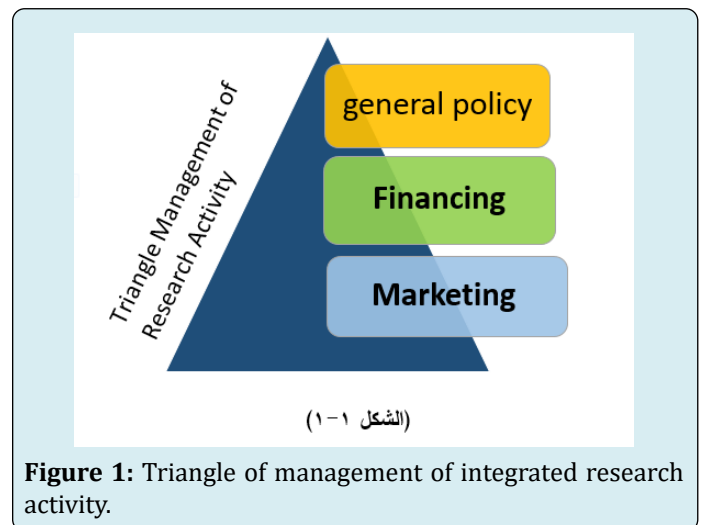 Triangle Management of
Research Activity
general policy
Financing
Marketing
(الشكل ١-١)
Figure 1: Triangle of management of integrated research
activity.